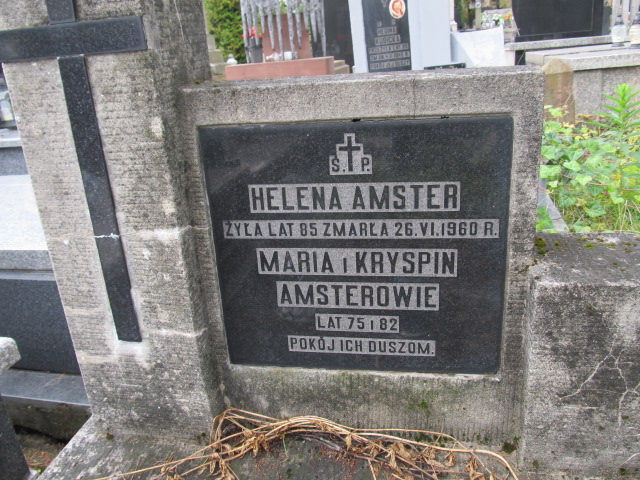 Ś. P.
HELENA AMSTER
ŻYŁA LAT 85 ZMARŁA 26. VI. 1960 R.
MARIA i KRYSPIN
AMSTEROWIE
LAT 75 i 82
POKÓJ ICH DUSZOM.